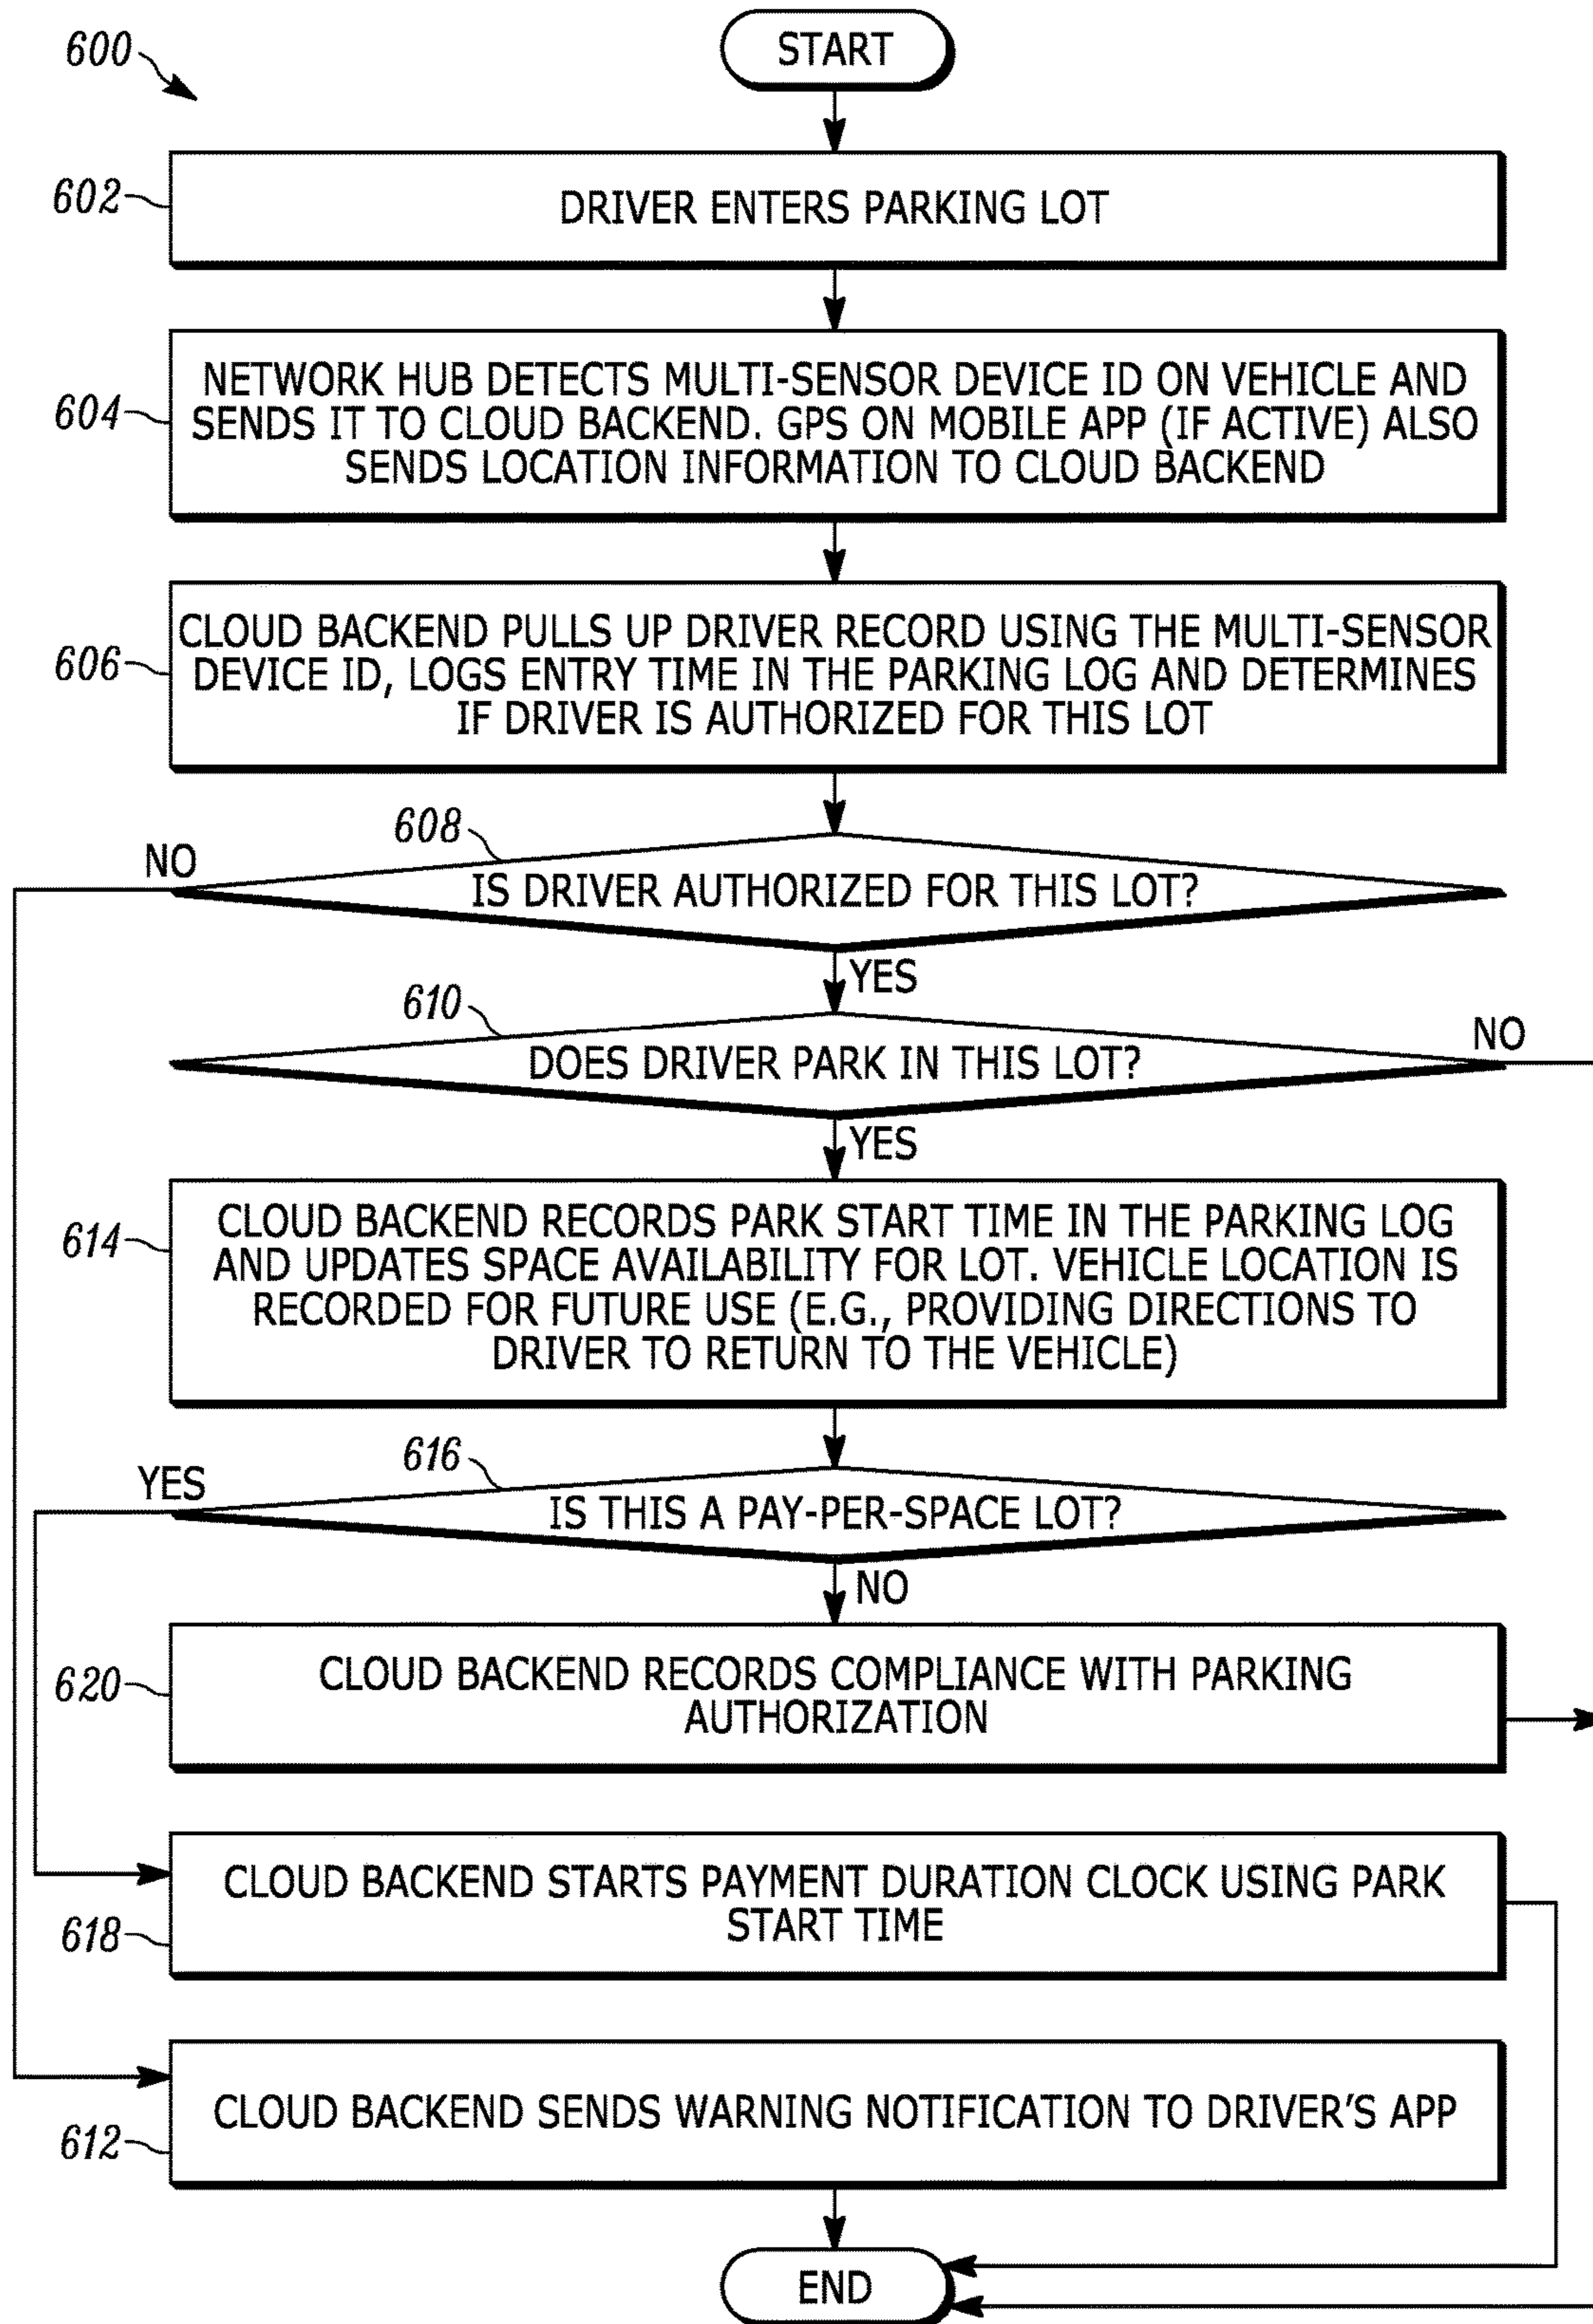 600
START
602
DRIVER ENTERS PARKING LOT
604
NETWORK HUB DETECTS MULTI-SENSOR DEVICE ID ON VEHICLE AND
SENDS IT TO CLOUD BACKEND. GPS ON MOBILE APP (IF ACTIVE) ALSO
SENDS LOCATION INFORMATION TO CLOUD BACKEND
606
CLOUD BACKEND PULLS UP DRIVER RECORD USING THE MULTI-SENSOR
DEVICE ID, LOGS ENTRY TIME IN THE PARKING LOG AND DETERMINES
IF DRIVER IS AUTHORIZED FOR THIS LOT
608
NO
IS DRIVER AUTHORIZED FOR THIS LOT?
YES
610
NO
DOES DRIVER PARK IN THIS LOT?
YES
614
CLOUD BACKEND RECORDS PARK START TIME IN THE PARKING LOG
AND UPDATES SPACE AVAILABILITY FOR LOT. VEHICLE LOCATION IS
RECORDED FOR FUTURE USE (E.G., PROVIDING DIRECTIONS TO
DRIVER TO RETURN TO THE VEHICLE)
616
YES
IS THIS A PAY-PER-SPACE LOT?
NO
620
CLOUD BACKEND RECORDS COMPLIANCE WITH PARKING
AUTHORIZATION
618
CLOUD BACKEND STARTS PAYMENT DURATION CLOCK USING PARK
START TIME
612
CLOUD BACKEND SENDS WARNING NOTIFICATION TO DRIVER'S APP
END